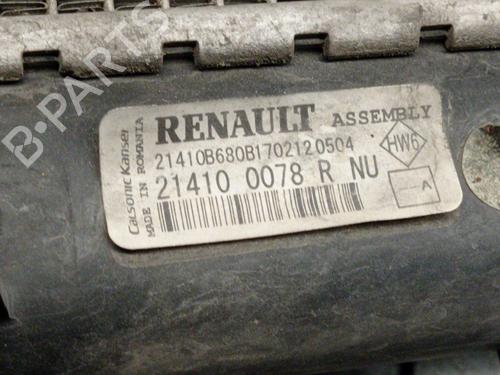 RENAULT ASSEMBLY
21410B680B1702120504
21410 0078 R NU
HW6
A
Calsonic Kansei
MADE IN ROMANIA
B-PARTS